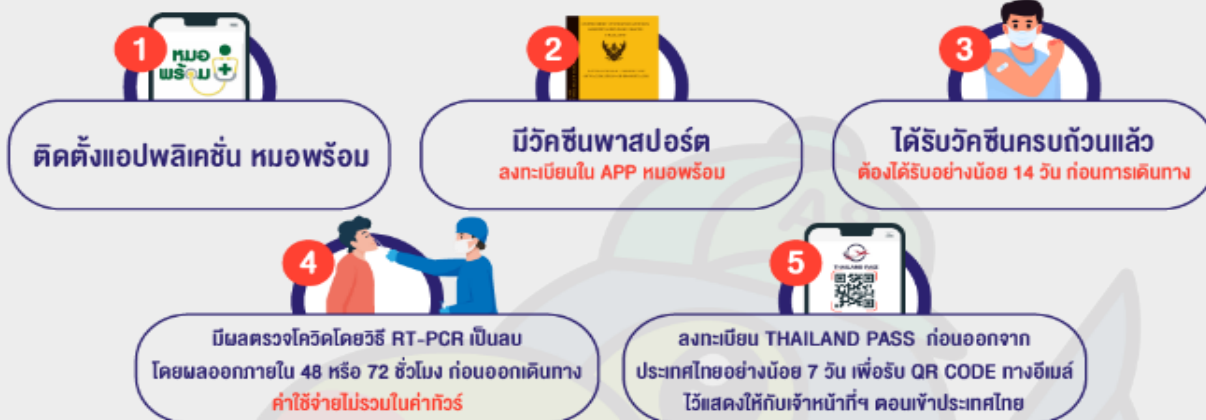 1
หมอ
พร้อม
ติดตั้งแอปพลิเคชั่น หมอพร้อม
2
มีวัคซีนพาสปอร์ต
ลงทะเบียนใน APP หมอพร้อม
3
ได้รับวัคซีนครบถ้วนแล้ว
ต้องได้รับอย่างน้อย 14 วัน ก่อนการเดินทาง
4
มีผลตรวจโควิดโดยวิธี RT-PCR เป็นลบ
โดยผลออกภายใน 48 หรือ 72 ชั่วโมง ก่อนออกเดินทาง
ค่าใช้จ่ายไม่รวมในค่าทัวร์
5
THAILAND PASS
ลงทะเบียน THAILAND PASS ก่อนออกจาก
ประเทศไทยอย่างน้อย 7 วัน เพื่อรับ QR CODE ทางอีเมล์
ไว้แสดงให้กับเจ้าหน้าที่ฯ ตอนเข้าประเทศไทย